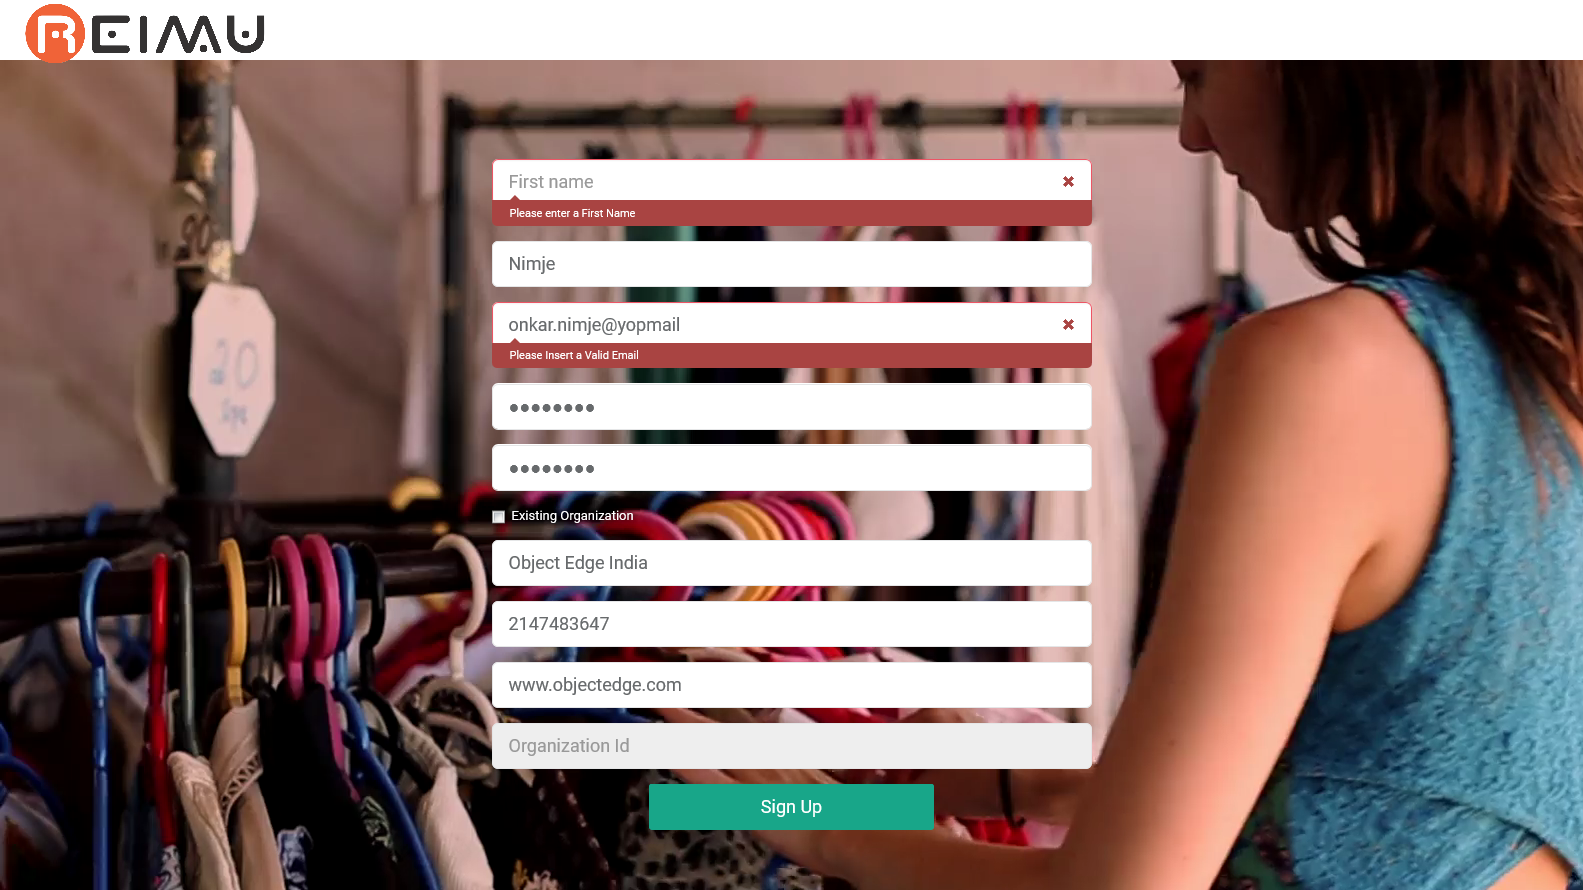 REIMU
First name
Please enter a First Name
Nimje
onkar.nimje@yopmail
Please Insert a Valid Email
●●●●●●●●
●●●●●●●●
Existing Organization
Object Edge India
2147483647
www.objectedge.com
Organization Id
Sign Up
20